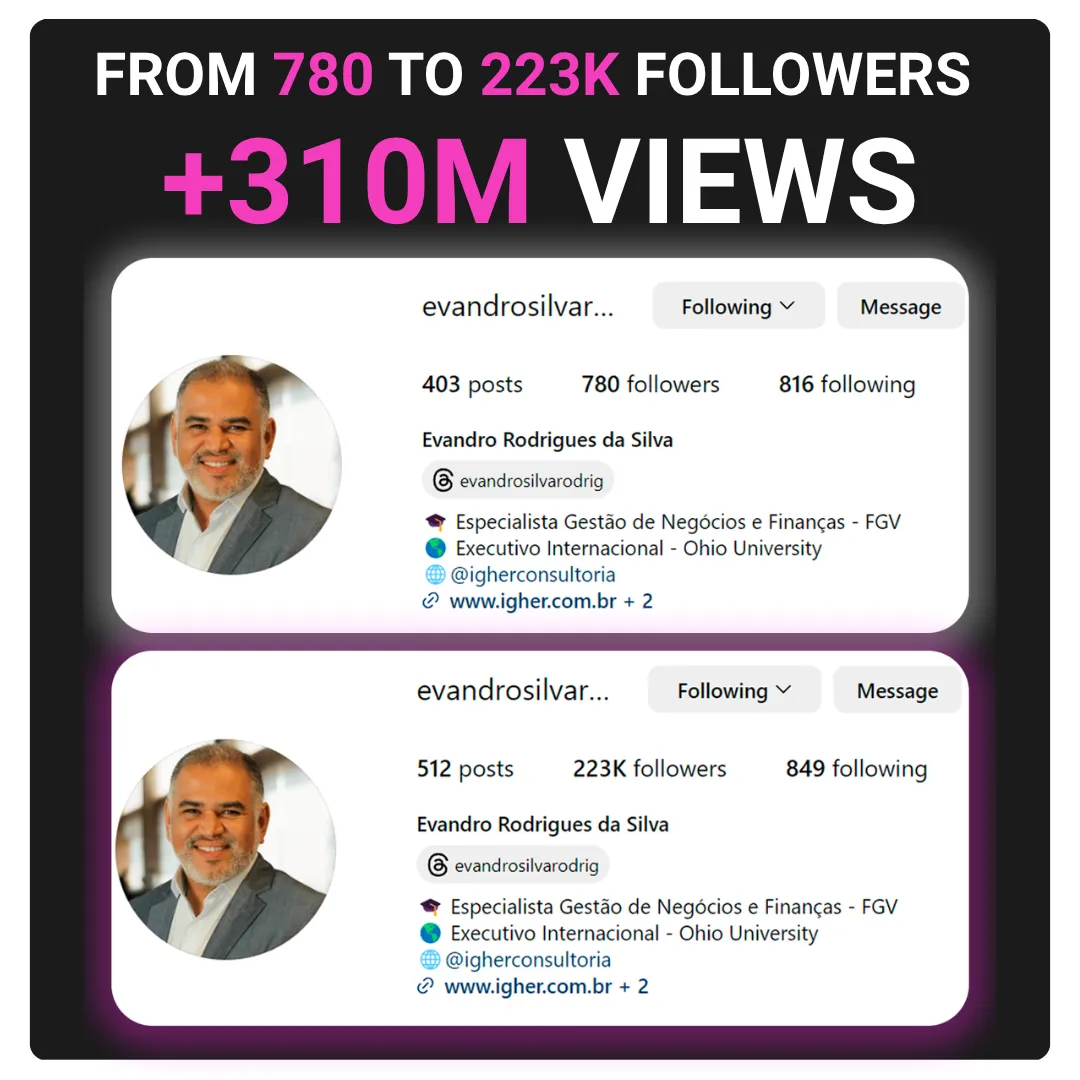 FROM 780 TO 223K FOLLOWERS
+310M VIEWS
evandrosilvar... Following Message
403 posts 780 followers 816 following
Evandro Rodrigues da Silva
evandrosilvarodrig
Especialista Gestão de Negócios e Finanças - FGV
Executivo Internacional - Ohio University
@igherconsultoria
www.igher.com.br + 2
evandrosilvar... Following Message
512 posts 223K followers 849 following
Evandro Rodrigues da Silva
evandrosilvarodrig
Especialista Gestão de Negócios e Finanças - FGV
Executivo Internacional - Ohio University
@igherconsultoria
www.igher.com.br + 2